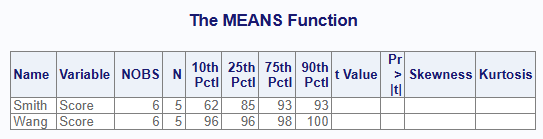 The MEANS Function
Name Variable NOBS N 10th Pctl 25th Pctl 75th Pctl 90th Pctl t Value Pr > |t| Skewness Kurtosis
Smith Score 6 5 62 85 93 93
Wang Score 6 5 96 96 98 100